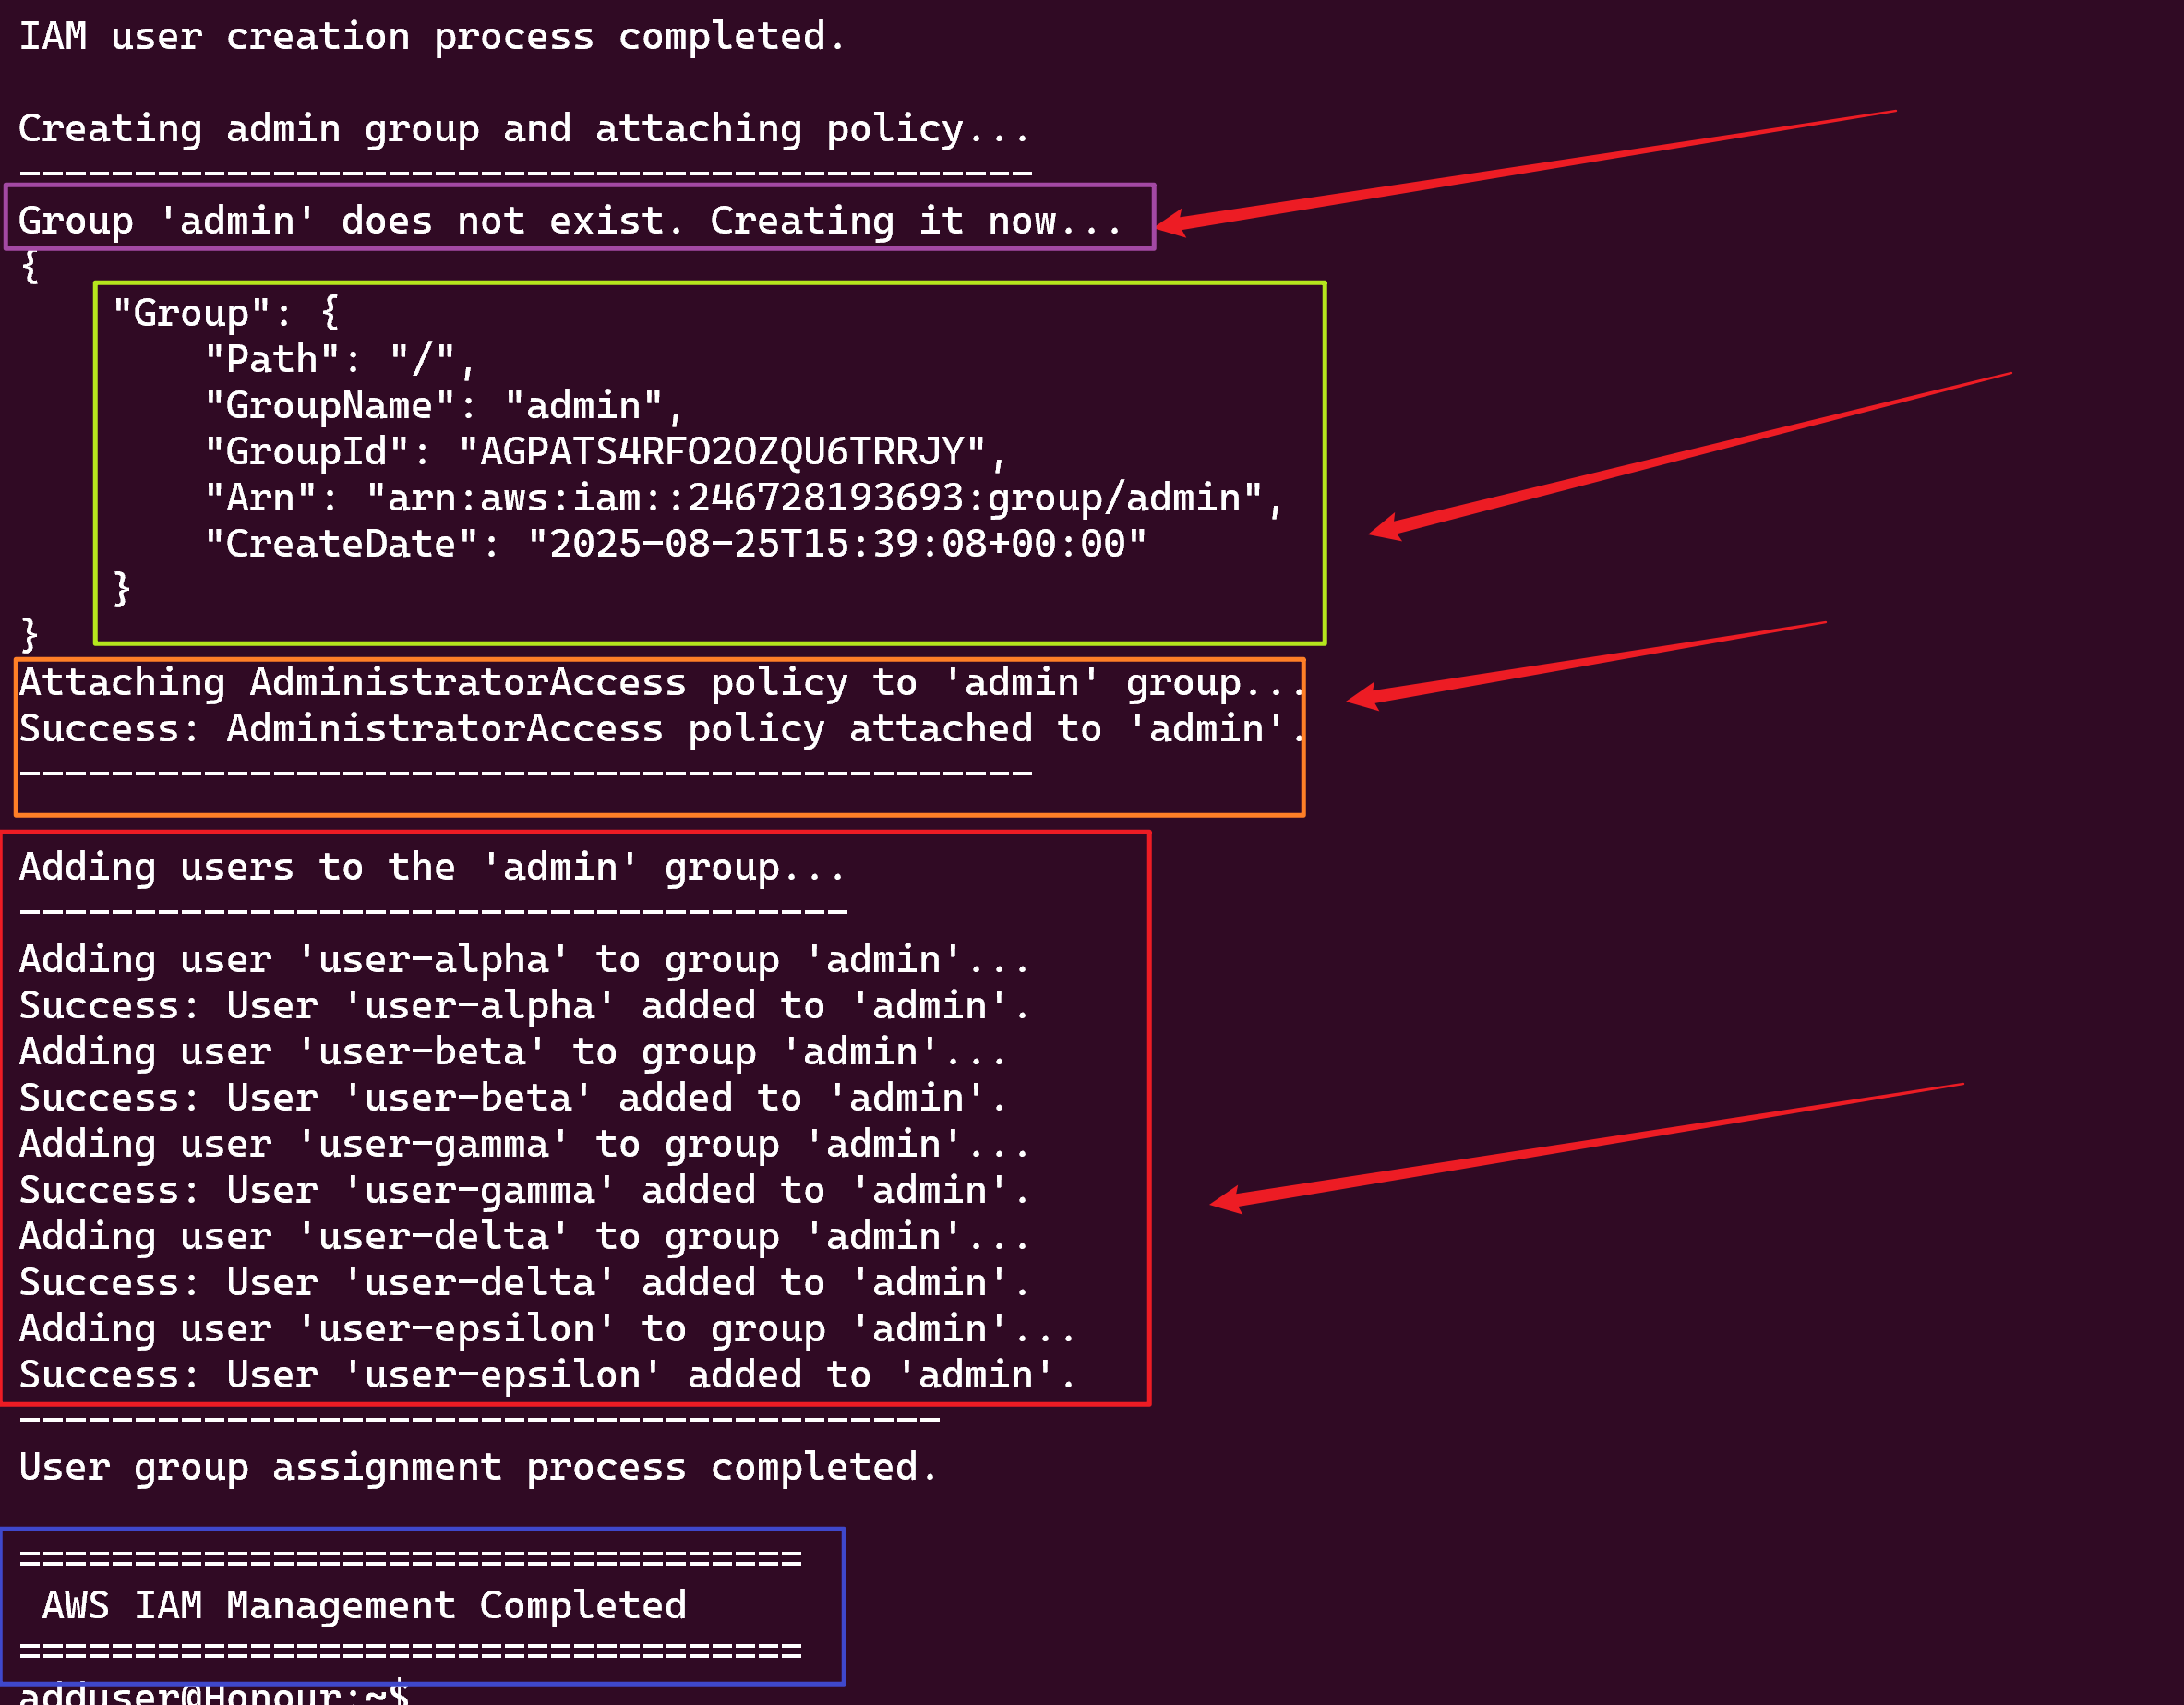 IAM user creation process completed.
Creating admin group and attaching policy...
--------------------------------------------
Group 'admin' does not exist. Creating it now...
{
    "Group": {
        "Path": "/",
        "GroupName": "admin",
        "GroupId": "AGPATS4RFO2OZQU6TRRJY",
        "Arn": "arn:aws:iam::246728193693:group/admin",
        "CreateDate": "2025-08-25T15:39:08+00:00"
    }
}
Attaching AdministratorAccess policy to 'admin' group...
Success: AdministratorAccess policy attached to 'admin'.
--------------------------------------------
Adding users to the 'admin' group...
------------------------------------
Adding user 'user-alpha' to group 'admin'...
Success: User 'user-alpha' added to 'admin'.
Adding user 'user-beta' to group 'admin'...
Success: User 'user-beta' added to 'admin'.
Adding user 'user-gamma' to group 'admin'...
Success: User 'user-gamma' added to 'admin'.
Adding user 'user-delta' to group 'admin'...
Success: User 'user-delta' added to 'admin'.
Adding user 'user-epsilon' to group 'admin'...
Success: User 'user-epsilon' added to 'admin'.
----------------------------------------
User group assignment process completed.
==================================
 AWS IAM Management Completed
==================================
adduser@Honour:~$